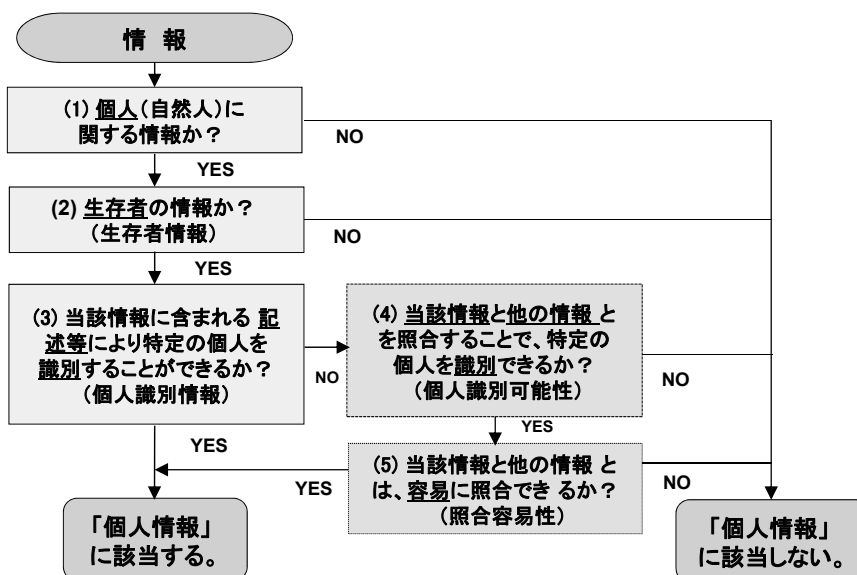 情 報
(1) 個人(自然人)に
関する情報か?
NO
YES
(2) 生存者の情報か?
(生存者情報)
NO
YES
(3) 当該情報に含まれる 記
述等により特定の個人を
識別することができるか?
(個人識別情報)
NO
(4) 当該情報と他の情報 と
を照合することで、特定の
個人を識別できるか?
(個人識別可能性)
NO
YES
YES
(5) 当該情報と他の情報 と
は、容易に照合でき るか?
(照合容易性)
YES
NO
「個人情報」
に該当する。
「個人情報」
に該当しない。